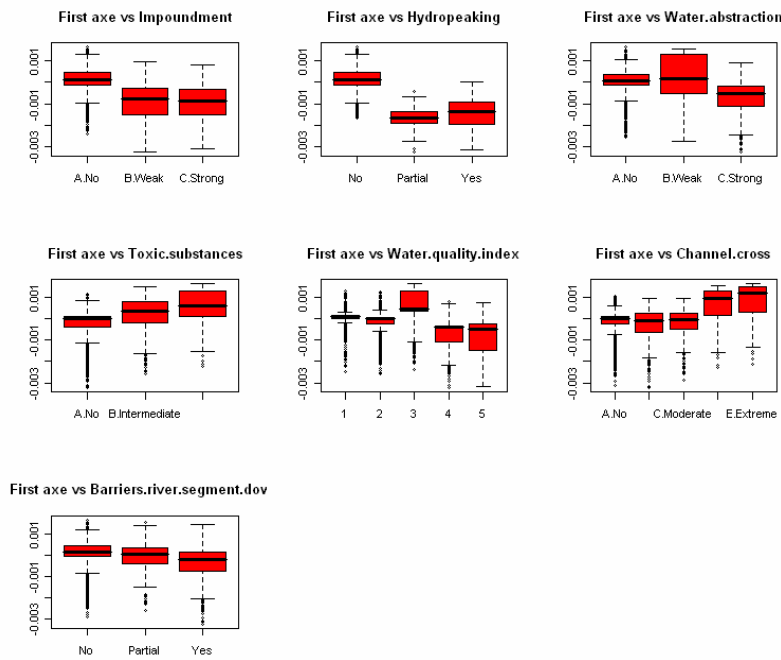 First axe vs Impoundment
0.001
-0.001
-0.003
A.No B.Weak C.Strong
First axe vs Hydropeaking
0.001
-0.001
-0.003
No Partial Yes
First axe vs Water.abstraction
0.001
-0.001
-0.003
A.No B.Weak C.Strong
First axe vs Toxic.substances
0.001
-0.001
-0.003
A.No B.Intermediate
First axe vs Water.quality.index
0.001
-0.001
-0.003
1 2 3 4 5
First axe vs Channel.cross
0.001
-0.001
-0.003
A.No C.Moderate E.Extreme
First axe vs Barriers.river.segment.dov
0.001
-0.001
-0.003
No Partial Yes